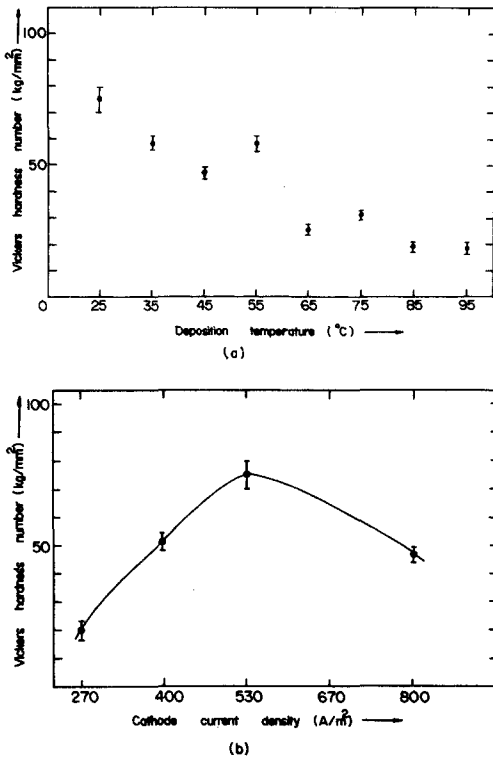 100
50
0
Vickers hardness number (kg/mm²)
25 35 45 55 65 75 85 95
Deposition temperature (°C)
(a)
100
50
Vickers hardness number (kg/mm²)
270 400 530 670 800
Cathode current density (A/m²)
(b)